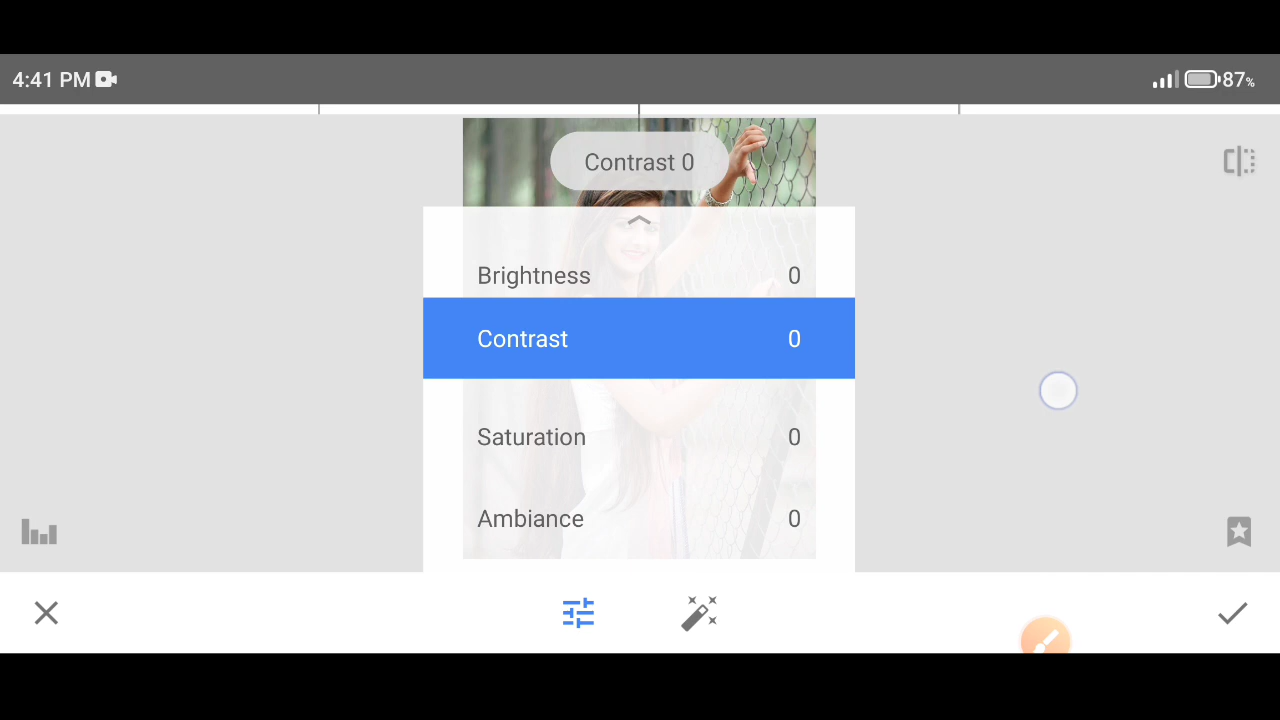 4:41 PM 87%
Contrast 0
Brightness 0
Contrast 0
Saturation 0
Ambiance 0